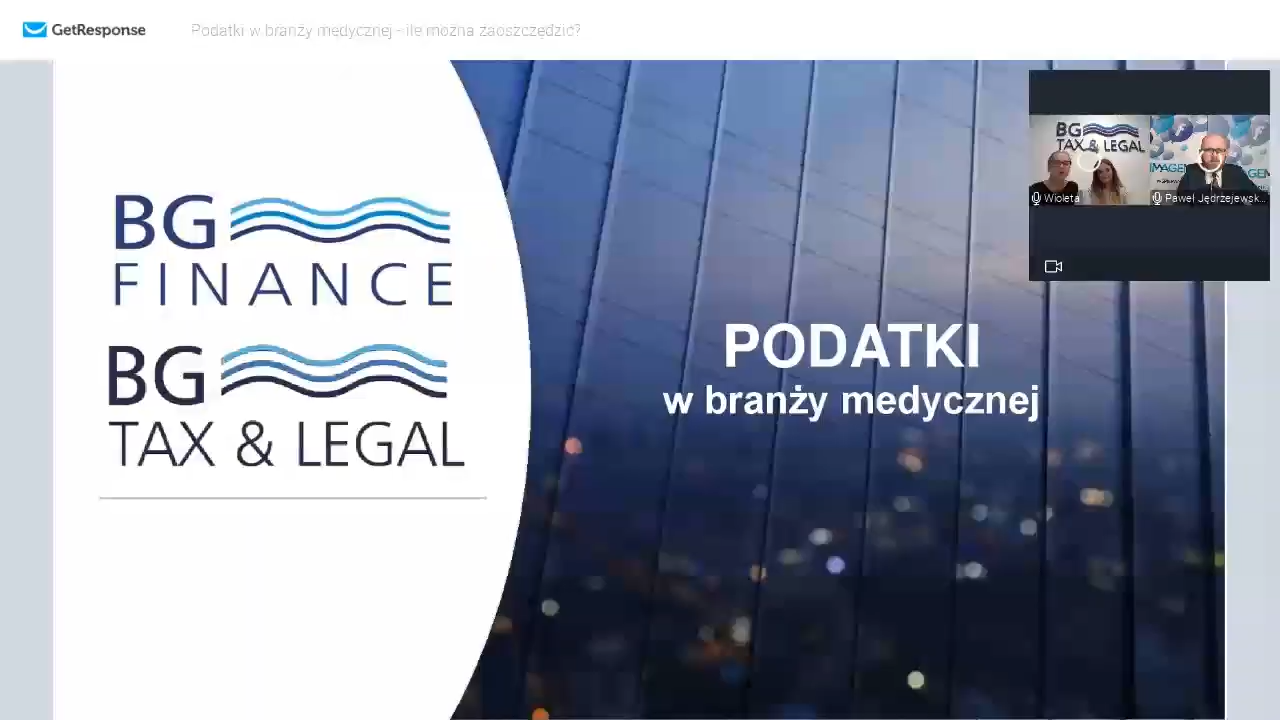 GetResponse
Podatki w branży medycznej - ile można zaoszczędzić?
BG
FINANCE
BG
TAX & LEGAL
PODATKI
w branży medycznej
BG
TAX & LEGAL
Wioleta
Paweł Jędrzejewsk...